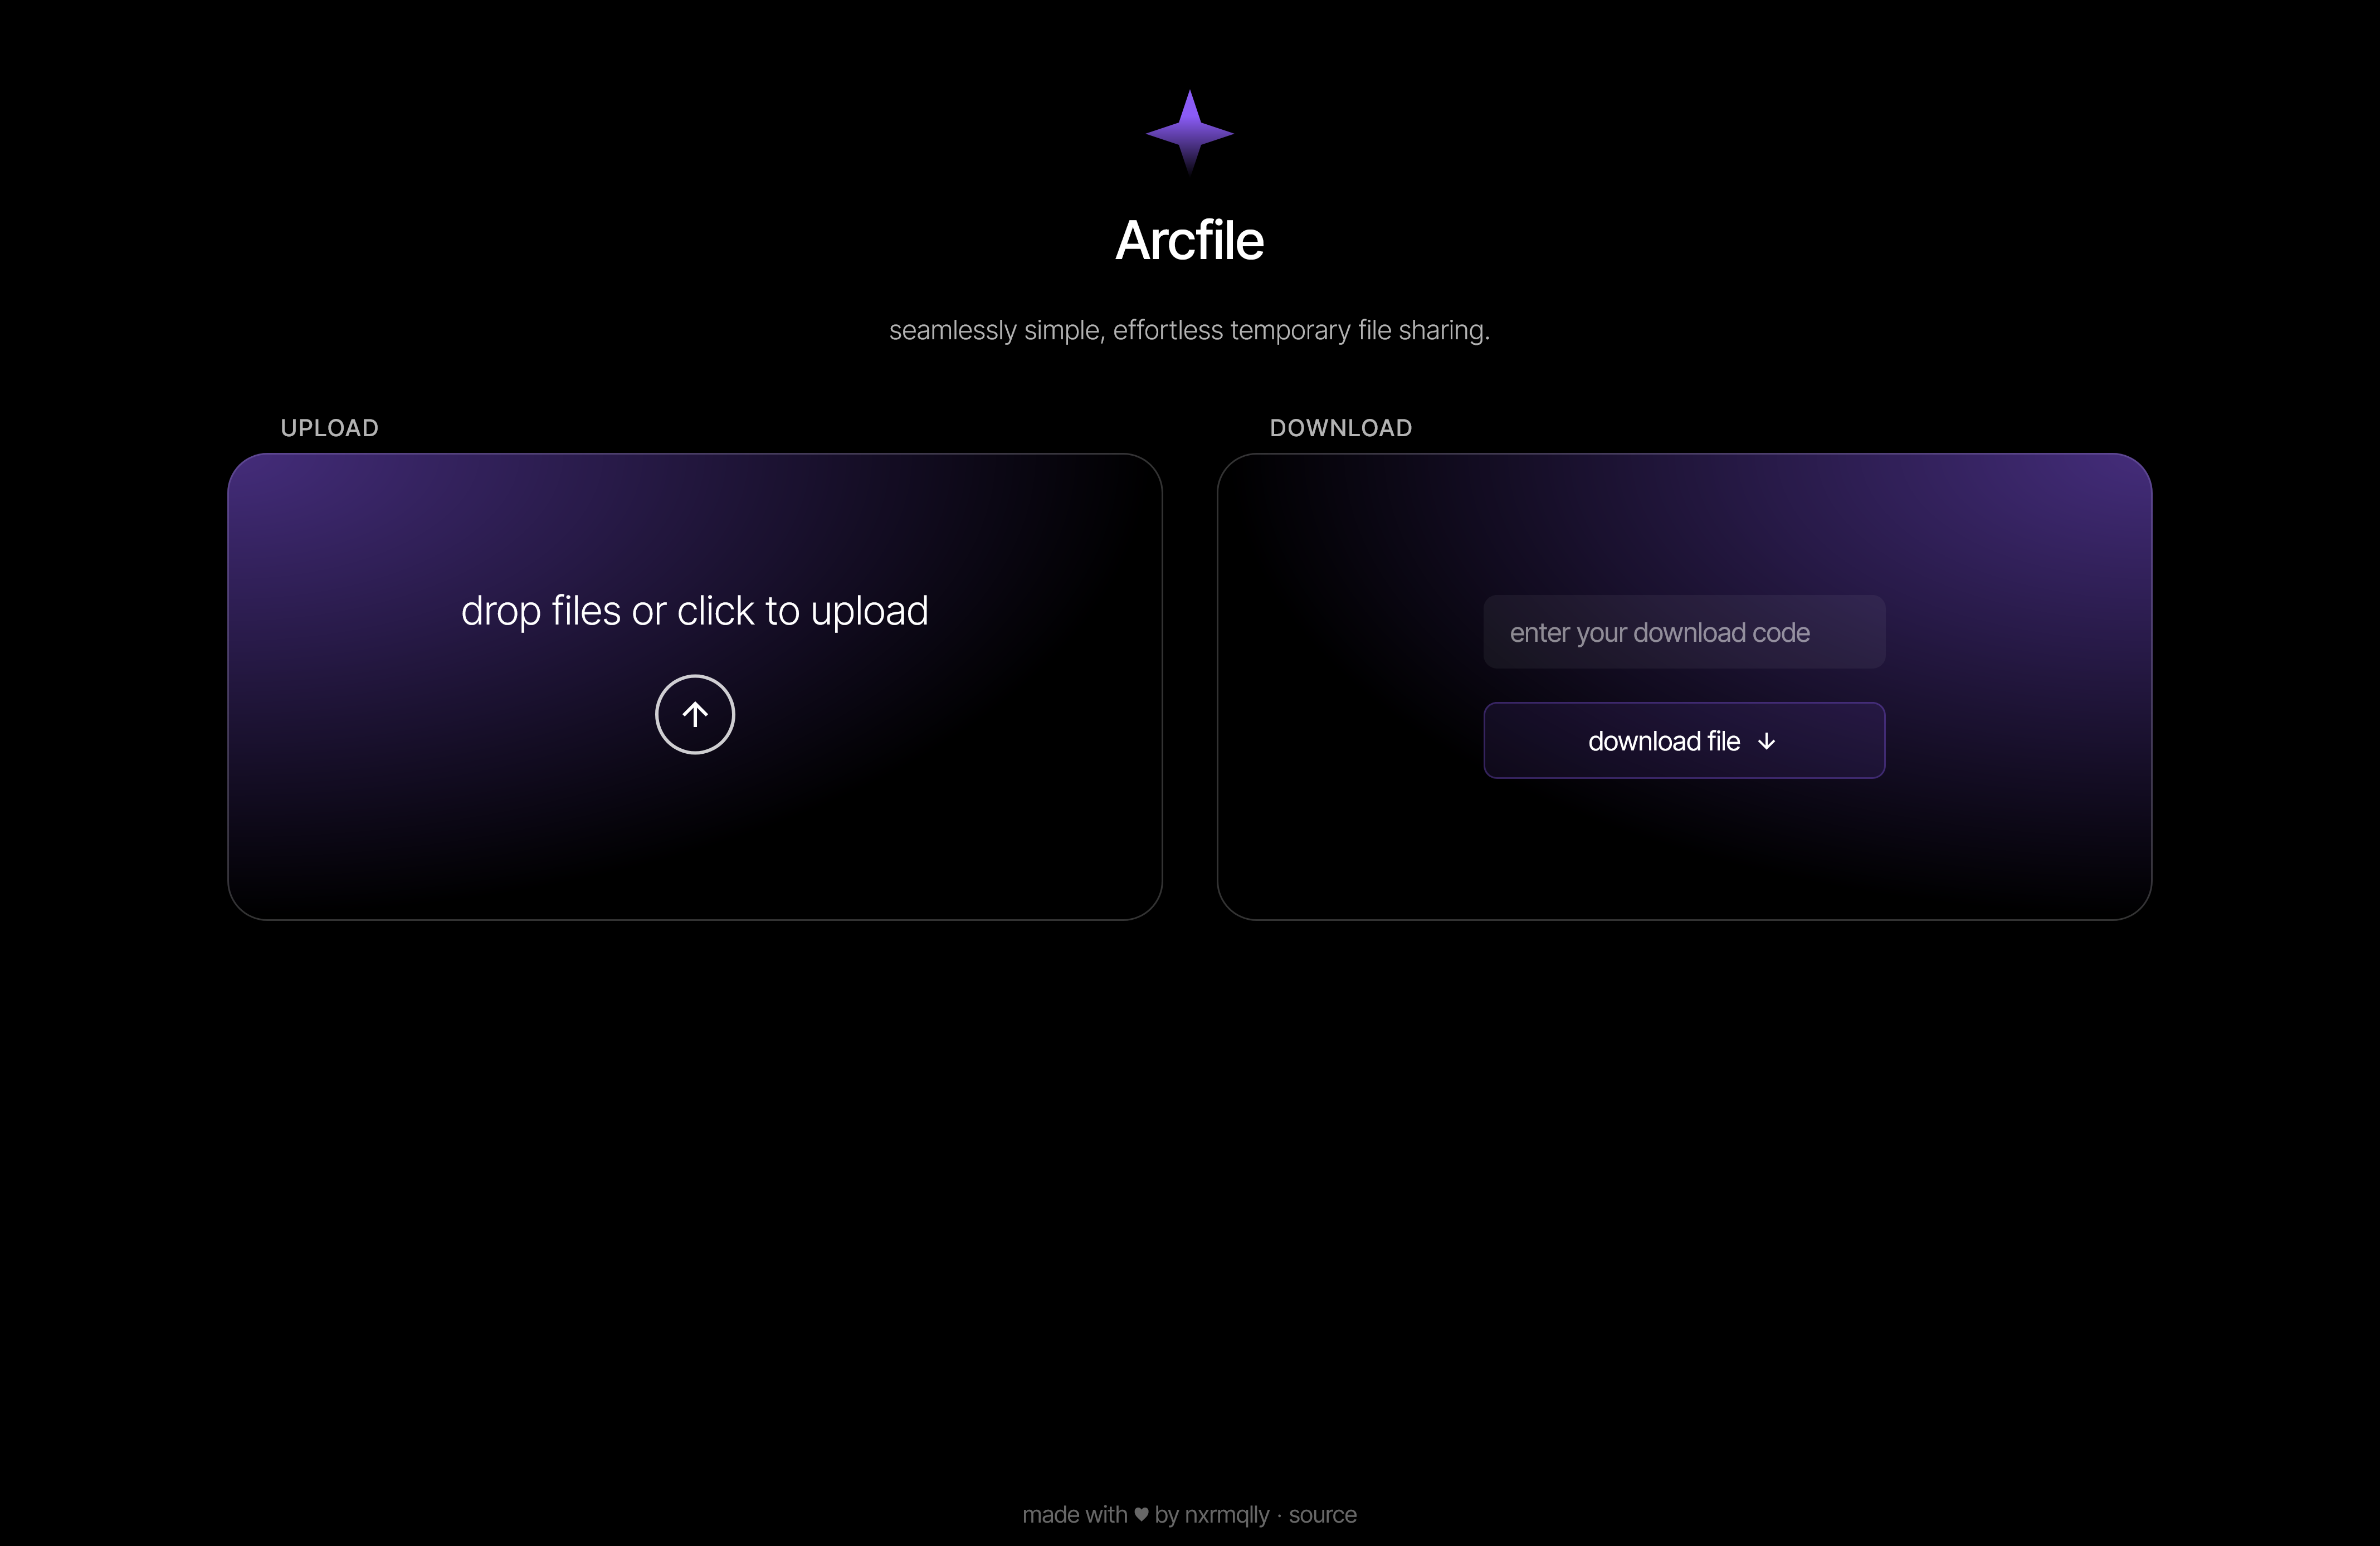 Arcfile
seamlessly simple, effortless temporary file sharing.
UPLOAD
drop files or click to upload
DOWNLOAD
enter your download code
download file
made with ♥ by nxrmqlly · source